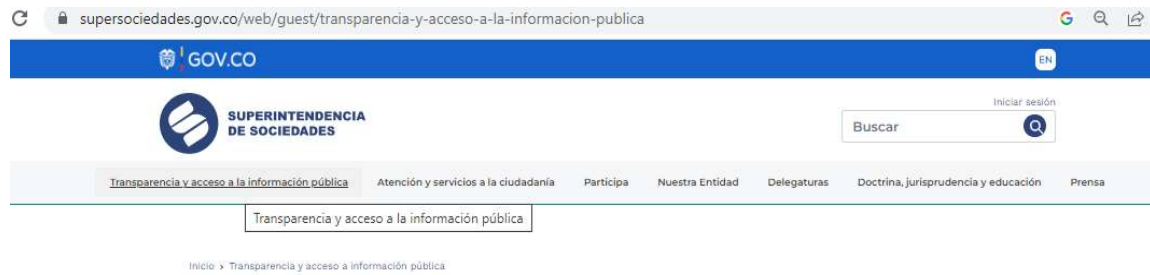 supersociedades.gov.co/web/guest/transparencia-y-acceso-a-la-informacion-publica
GOV.CO
EN
SUPERINTENDENCIA
DE SOCIEDADES
Iniciar sesión
Buscar
Transparencia y acceso a la información pública Atención y servicios a la ciudadanía Participa Nuestra Entidad Delegaturas Doctrina, jurisprudencia y educación Prensa
Transparencia y acceso a la información pública
Inicio > Transparencia y acceso a información pública